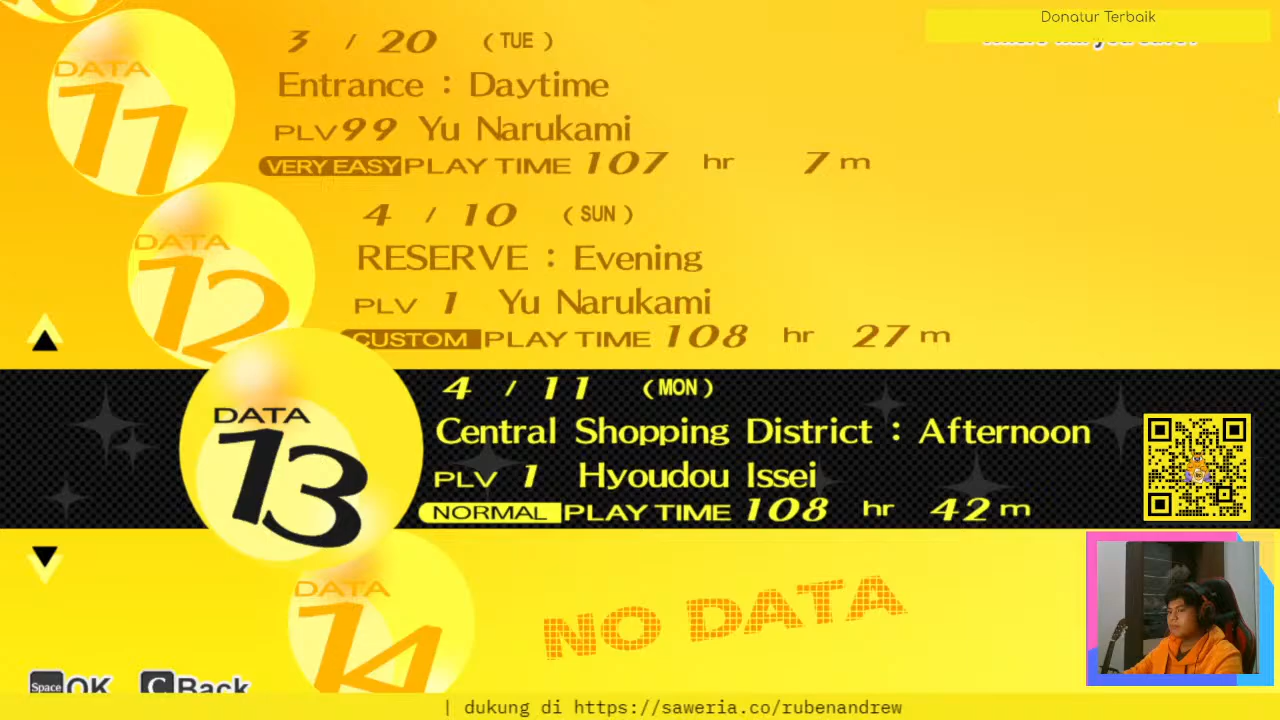 Donatur Terbaik
DATA 11
3 / 20 (TUE)
Entrance : Daytime
PLV 99 Yu Narukami
VERY EASY PLAY TIME 107 hr 7 m
DATA 12
4 / 10 (SUN)
RESERVE : Evening
PLV 1 Yu Narukami
CUSTOM PLAY TIME 108 hr 27 m
DATA 13
4 / 11 (MON)
Central Shopping District : Afternoon
PLV 1 Hyoudou Issei
NORMAL PLAY TIME 108 hr 42 m
DATA 14
NO DATA
Space OK C Back
| dukung di https://saweria.co/rubenandrew